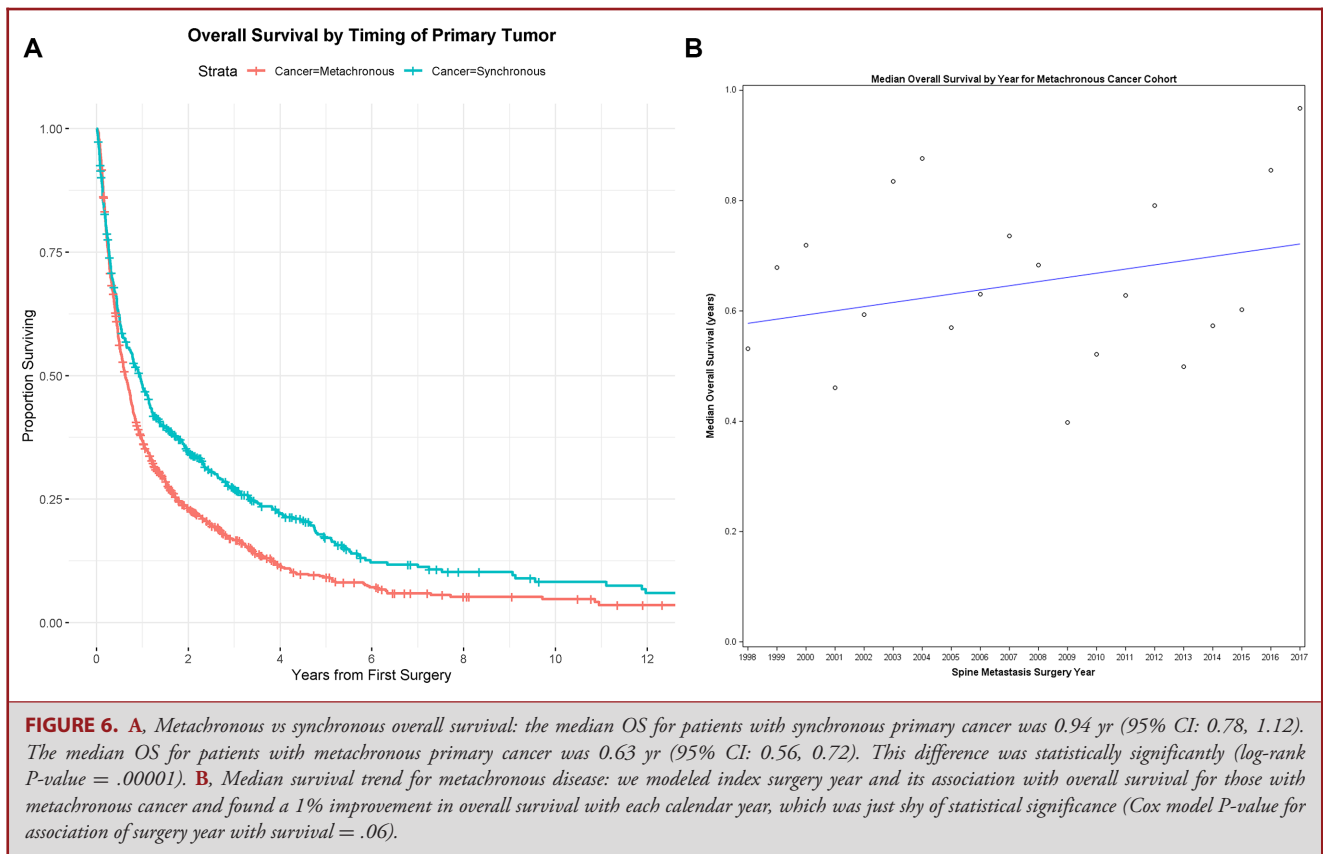 A
Overall Survival by Timing of Primary Tumor
Strata Cancer=Metachronous Cancer=Synchronous
1.00
0.75
0.50
0.25
0.00
Proportion Surviving
0 2 4 6 8 10 12
Years from First Surgery
B
Median Overall Survival by Year for Metachronous Cancer Cohort
1.0
0.8
0.6
0.4
0.2
0.0
Median Overall Survival (years)
1998 1999 2000 2001 2002 2003 2004 2005 2006 2007 2008 2009 2010 2011 2012 2013 2014 2015 2016 2017
Spine Metastasis Surgery Year
FIGURE 6. A, Metachronous vs synchronous overall survival: the median OS for patients with synchronous primary cancer was 0.94 yr (95% CI: 0.78, 1.12).
The median OS for patients with metachronous primary cancer was 0.63 yr (95% CI: 0.56, 0.72). This difference was statistically significantly (log-rank
P-value = .00001). B, Median survival trend for metachronous disease: we modeled index surgery year and its association with overall survival for those with
metachronous cancer and found a 1% improvement in overall survival with each calendar year, which was just shy of statistical significance (Cox model P-value for
association of surgery year with survival = .06).